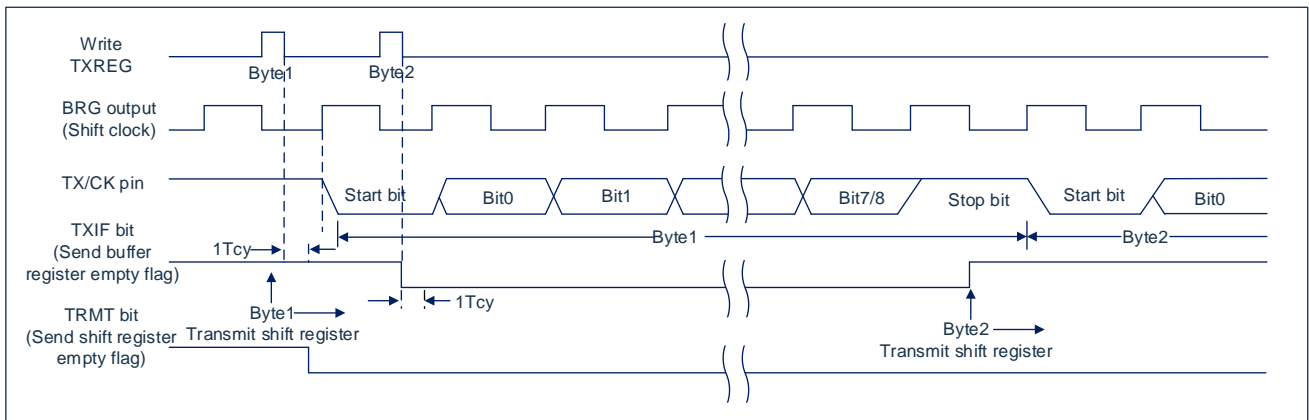 Write
TXREG
Byte1
Byte2
BRG output
(Shift clock)
TX/CK pin
Start bit
Bit0
Bit1
Bit7/8
Stop bit
Start bit
Bit0
TXIF bit
(Send buffer
register empty flag)
1Tcy
Byte1
Byte2
1Tcy
TRMT bit
(Send shift register
empty flag)
Byte1
Transmit shift register
Byte2
Transmit shift register